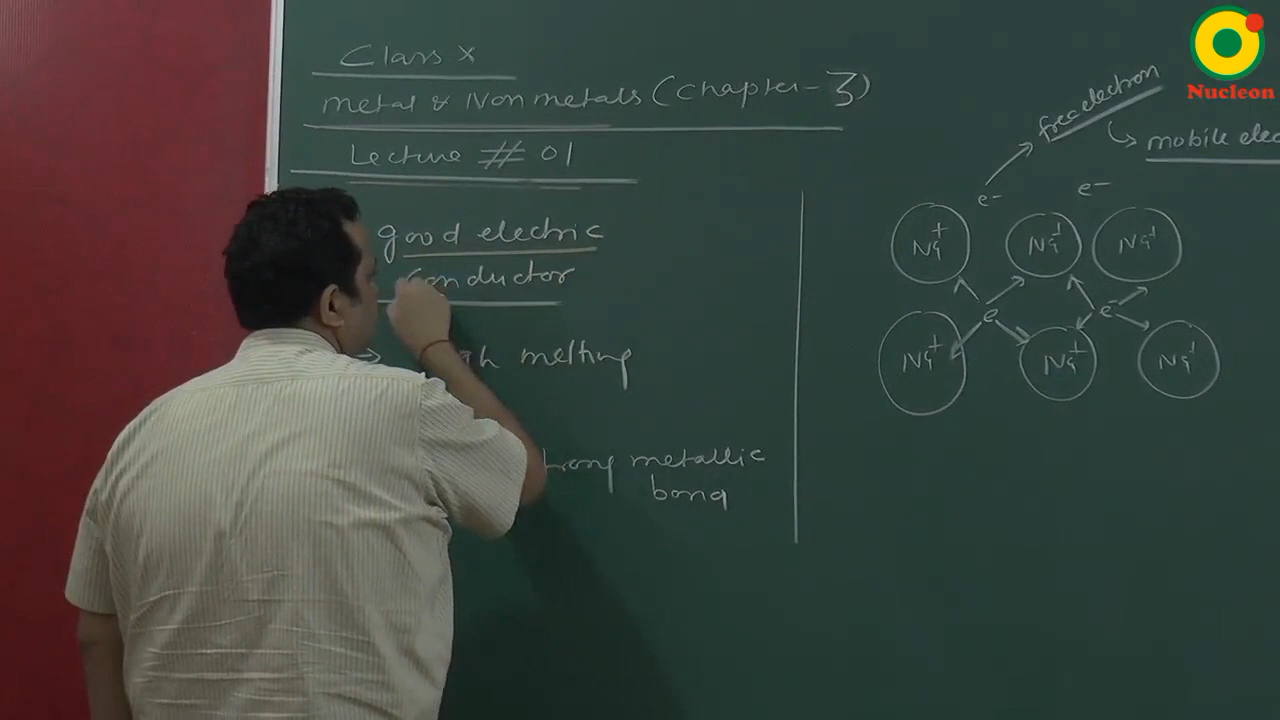 Class X
Metal & Non metals (Chapter-3)
Lecture # 01
good electric
conductor
→ melting
metallic
bond
free electron
↳ mobile
e- e-
Na+ Na+ Na+
e e-
Na+ Na+ Na+
Nucleon